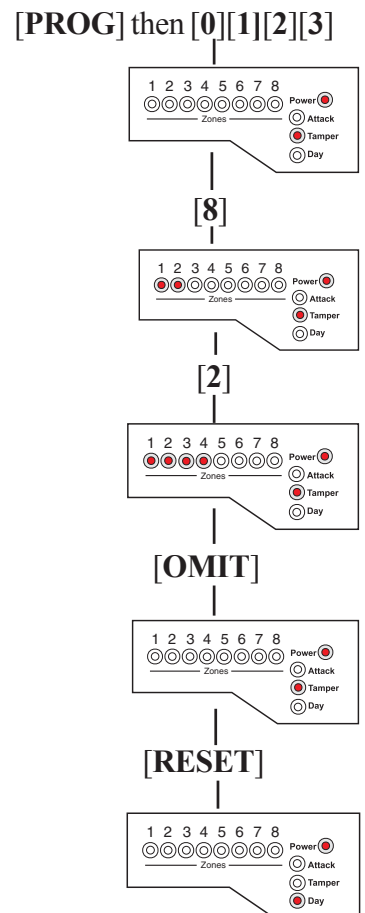 [PROG] then [0][1][2][3]
1 2 3 4 5 6 7 8
Power
Attack
Zones
Tamper
Day
[8]
1 2 3 4 5 6 7 8
Power
Attack
Zones
Tamper
Day
[2]
1 2 3 4 5 6 7 8
Power
Attack
Zones
Tamper
Day
[OMIT]
1 2 3 4 5 6 7 8
Power
Attack
Zones
Tamper
Day
[RESET]
1 2 3 4 5 6 7 8
Power
Attack
Zones
Tamper
Day